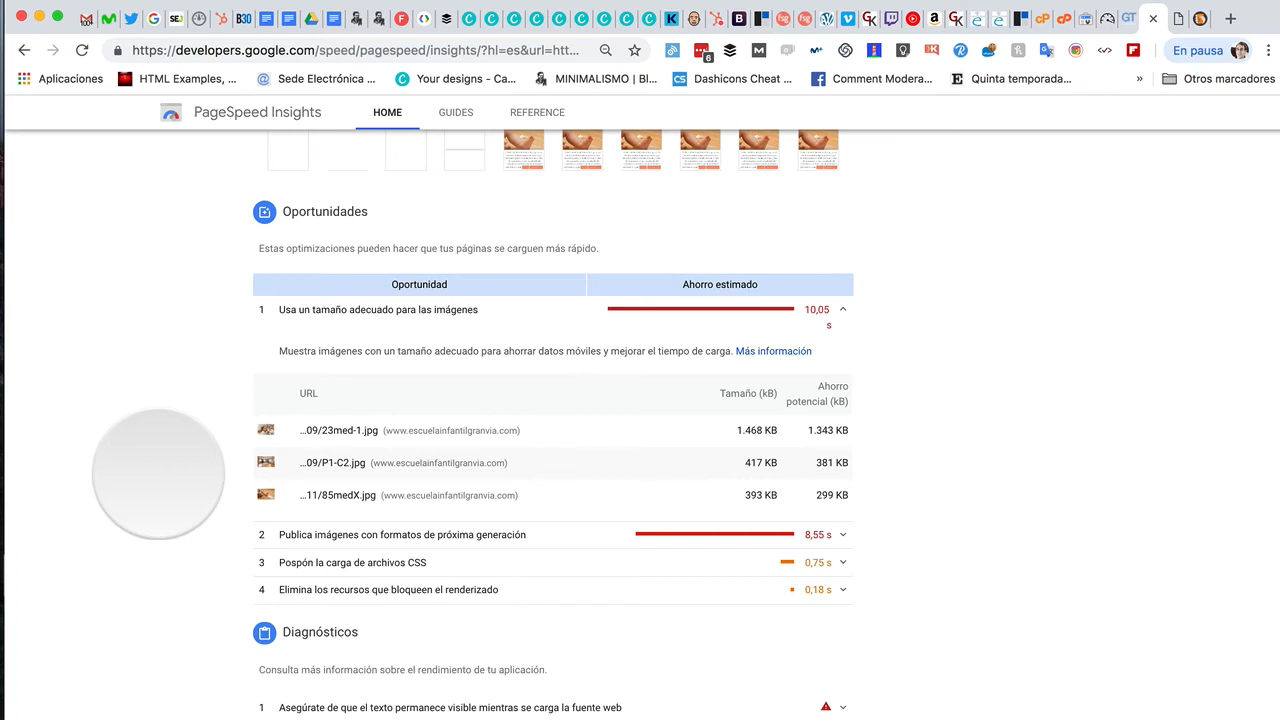 https://developers.google.com/speed/pagespeed/insights/?hl=es&url=htt...
6
En pausa
Aplicaciones
HTML Examples, ...
Sede Electrónica ...
Your designs - Ca...
MINIMALISMO | Bl...
Dashicons Cheat ...
Comment Modera...
Quinta temporada...
»
Otros marcadores
PageSpeed Insights
HOME
GUIDES
REFERENCE
Oportunidades
Estas optimizaciones pueden hacer que tus páginas se carguen más rápido.
Oportunidad
Ahorro estimado
1 Usa un tamaño adecuado para las imágenes 10,05
s
Muestra imágenes con un tamaño adecuado para ahorrar datos móviles y mejorar el tiempo de carga. Más información
URL
Tamaño (kB)
Ahorro
potencial (kB)
...09/23med-1.jpg (www.escuelainfantilgranvia.com) 1.468 KB 1.343 KB
...09/P1-C2.jpg (www.escuelainfantilgranvia.com) 417 KB 381 KB
...11/85medX.jpg (www.escuelainfantilgranvia.com) 393 KB 299 KB
2 Publica imágenes con formatos de próxima generación 8,55 s
3 Pospón la carga de archivos CSS 0,75 s
4 Elimina los recursos que bloqueen el renderizado 0,18 s
Diagnósticos
Consulta más información sobre el rendimiento de tu aplicación.
1 Asegúrate de que el texto permanece visible mientras se carga la fuente web